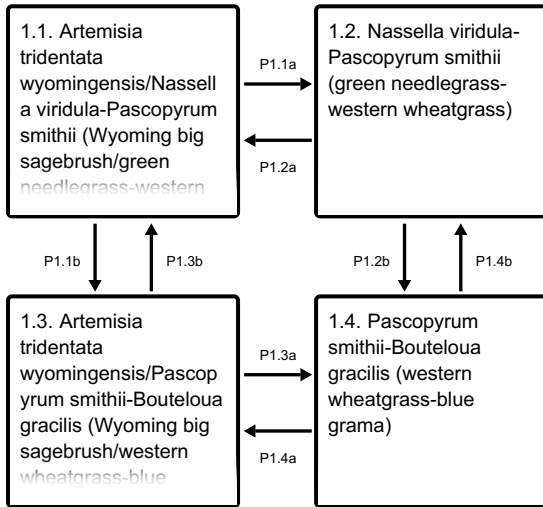 1.1. Artemisia
tridentata
wyomingensis/Nassell
a viridula-Pascopyrum
smithii (Wyoming big
sagebrush/green
needlegrass-western
P1.1a
P1.2a
1.2. Nassella viridula-
Pascopyrum smithii
(green needlegrass-
western wheatgrass)
P1.1b
P1.3b
P1.2b
P1.4b
1.3. Artemisia
tridentata
wyomingensis/Pascop
yrum smithii-Bouteloua
gracilis (Wyoming big
sagebrush/western
wheatgrass-blue
P1.3a
P1.4a
1.4. Pascopyrum
smithii-Bouteloua
gracilis (western
wheatgrass-blue
grama)